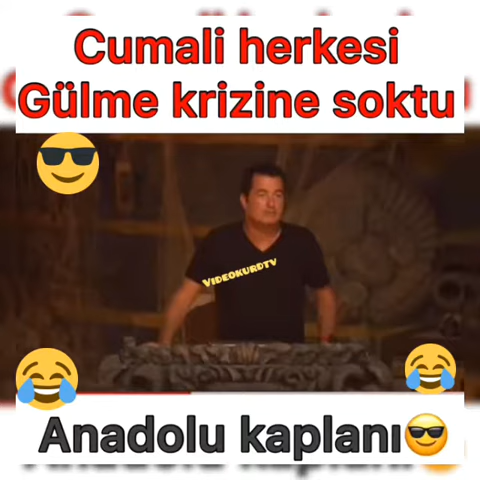 Cumali herkesi
Gülme krizine soktu
VIDEOKURDTV
Anadolu kaplanı